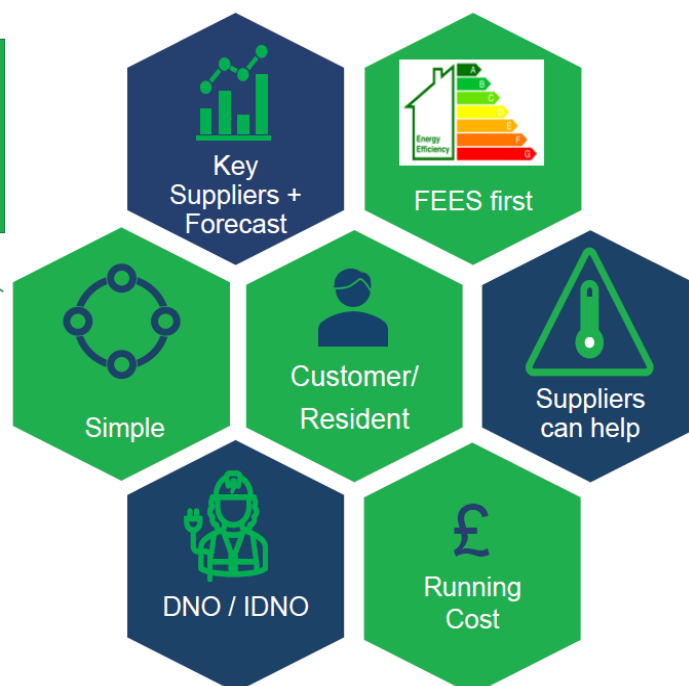 Key
Suppliers +
Forecast
A
B
C
D
E
F
G
Energy
Efficiency
FEES first
Simple
Customer/
Resident
Suppliers
can help
DNO / IDNO
£
Running
Cost